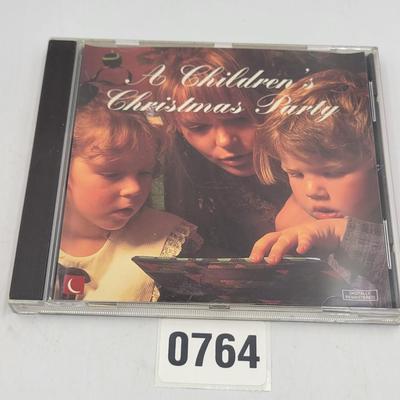 A Children's
Christmas Party
DIGITALLY
REMASTERED
0764